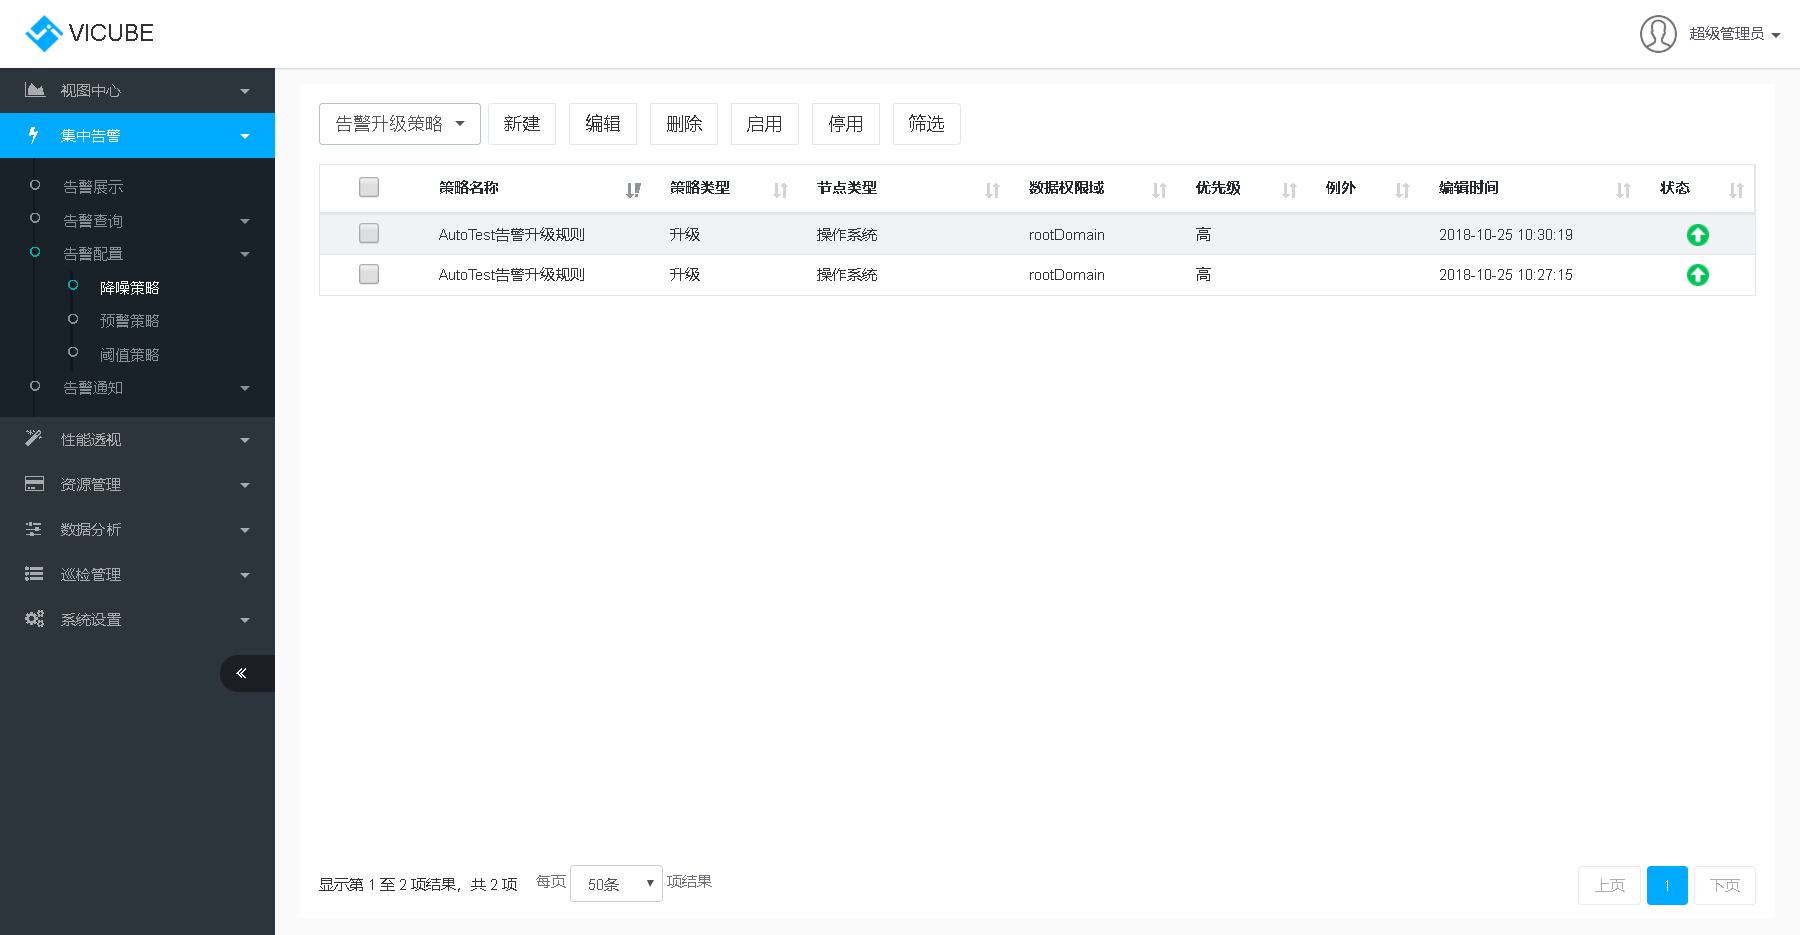 VICUBE
超级管理员
视图中心
集中告警
告警展示
告警查询
告警配置
降噪策略
预警策略
阈值策略
告警通知
性能透视
资源管理
数据分析
巡检管理
系统设置
告警升级策略 新建 编辑 删除 启用 停用 筛选
策略名称 策略类型 节点类型 数据权限域 优先级 例外 编辑时间 状态
AutoTest告警升级规则 升级 操作系统 rootDomain 高 2018-10-25 10:30:19
AutoTest告警升级规则 升级 操作系统 rootDomain 高 2018-10-25 10:27:15
显示第 1 至 2 项结果，共 2 项 每页 50条 项结果
上页 1 下页